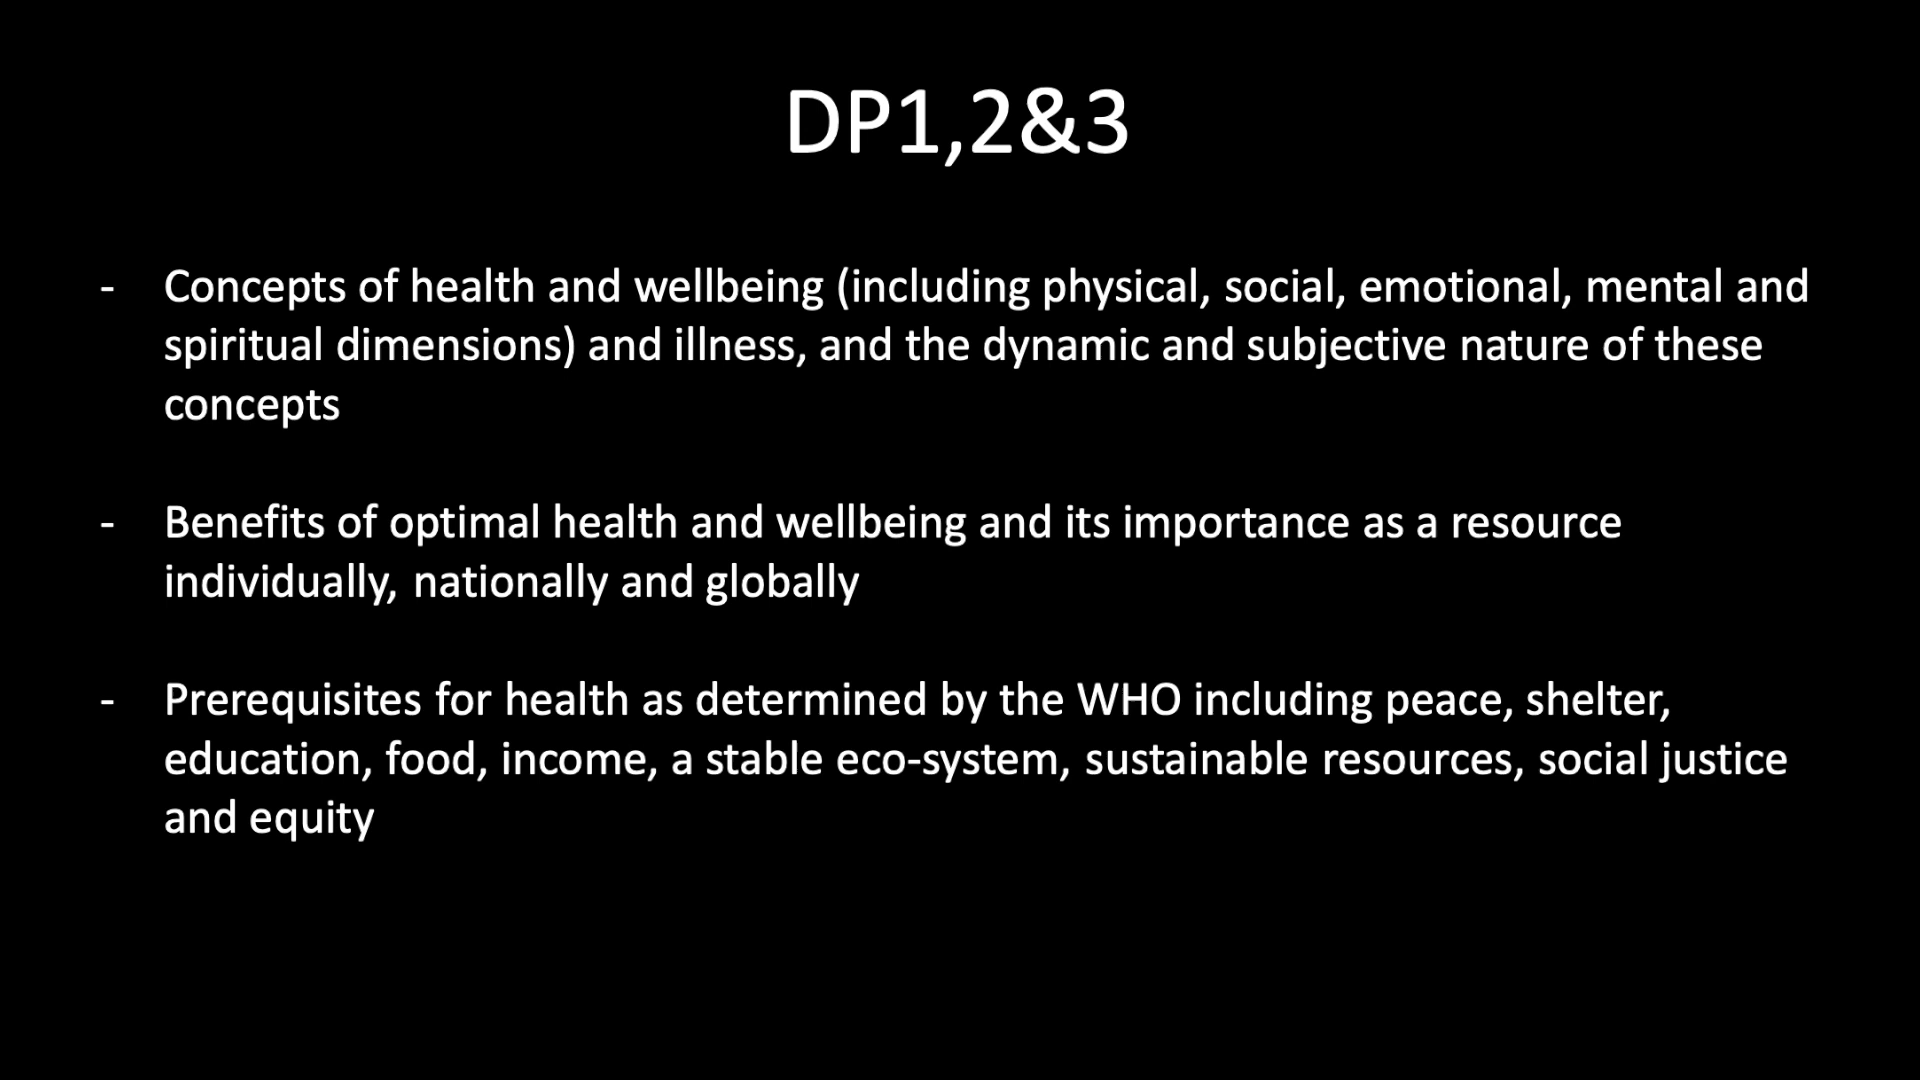 DP1,2&3
- Concepts of health and wellbeing (including physical, social, emotional, mental and
spiritual dimensions) and illness, and the dynamic and subjective nature of these
concepts
- Benefits of optimal health and wellbeing and its importance as a resource
individually, nationally and globally
- Prerequisites for health as determined by the WHO including peace, shelter,
education, food, income, a stable eco-system, sustainable resources, social justice
and equity